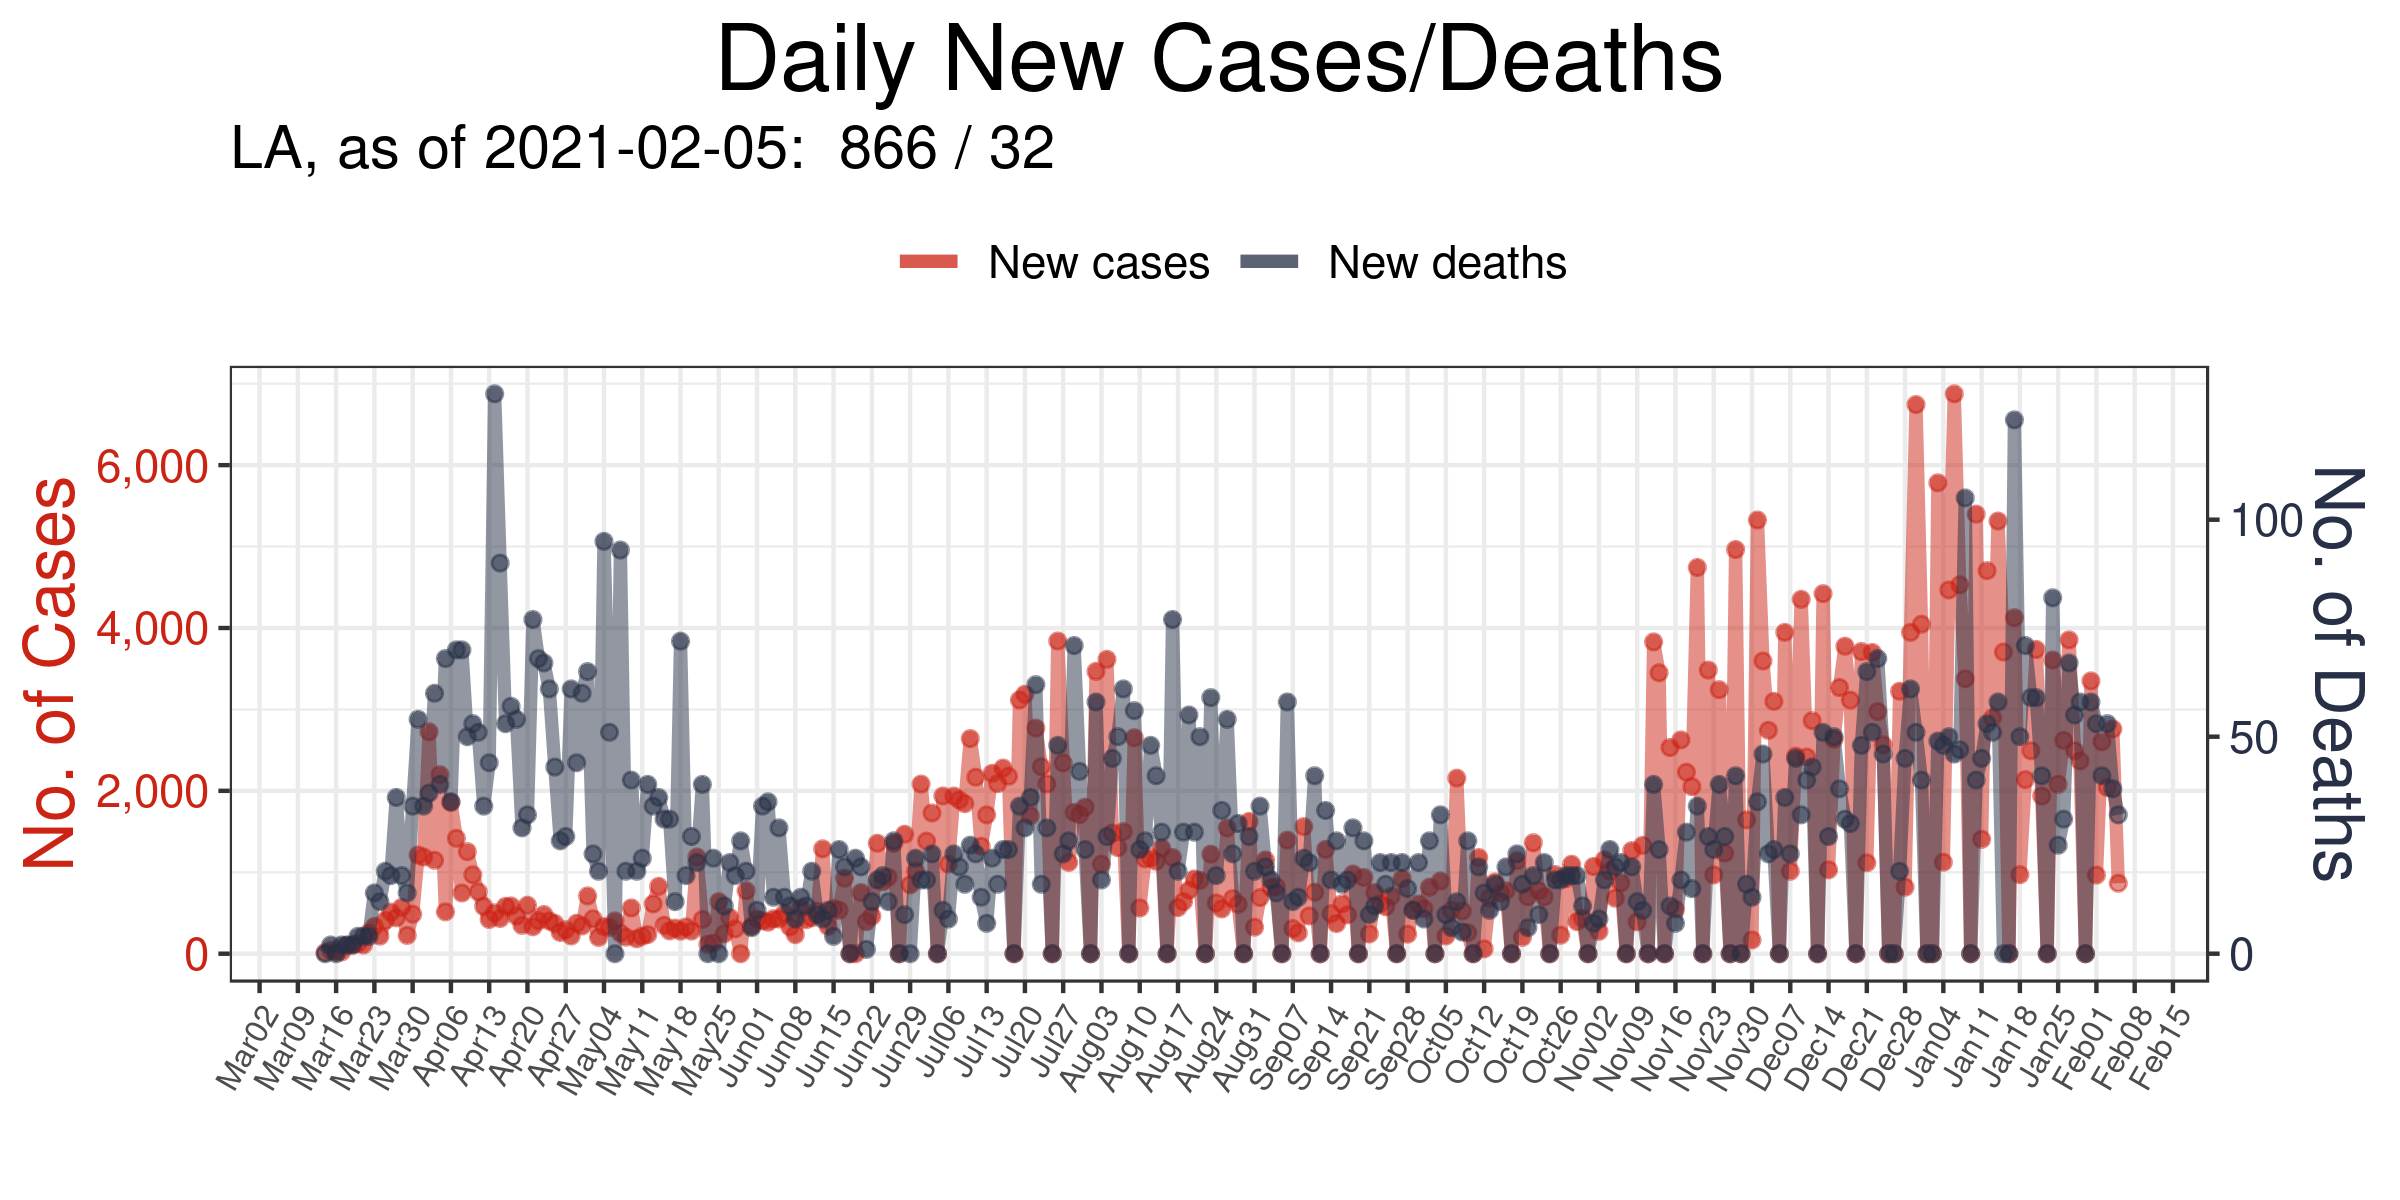 Daily New Cases/Deaths
LA, as of 2021-02-05: 866 / 32
New cases
New deaths
No. of Cases
6,000
4,000
2,000
0
100
50
0
No. of Deaths
Mar02
Mar09
Mar16
Mar23
Mar30
Apr06
Apr13
Apr20
Apr27
May04
May11
May18
May25
Jun01
Jun08
Jun15
Jun22
Jun29
Jul06
Jul13
Jul20
Jul27
Aug03
Aug10
Aug17
Aug24
Aug31
Sep07
Sep14
Sep21
Sep28
Oct05
Oct12
Oct19
Oct26
Nov02
Nov09
Nov16
Nov23
Nov30
Dec07
Dec14
Dec21
Dec28
Jan04
Jan11
Jan18
Jan25
Feb01
Feb08
Feb15